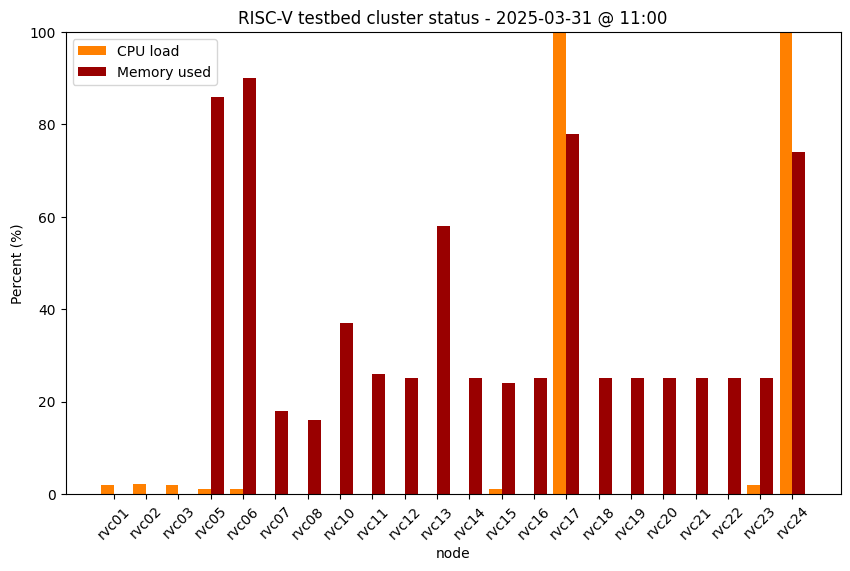 RISC-V testbed cluster status - 2025-03-31 @ 11:00
CPU load
Memory used
Percent (%)
100
80
60
40
20
0
rvc01
rvc02
rvc03
rvc05
rvc06
rvc07
rvc08
rvc10
rvc11
rvc12
rvc13
rvc14
rvc15
rvc16
rvc17
rvc18
rvc19
rvc20
rvc21
rvc22
rvc23
rvc24
node